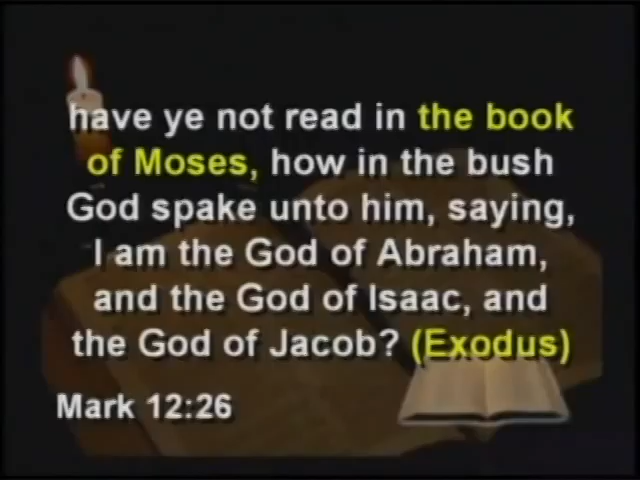 have ye not read in the book
of Moses, how in the bush
God spake unto him, saying,
I am the God of Abraham,
and the God of Isaac, and
the God of Jacob? (Exodus)
Mark 12:26